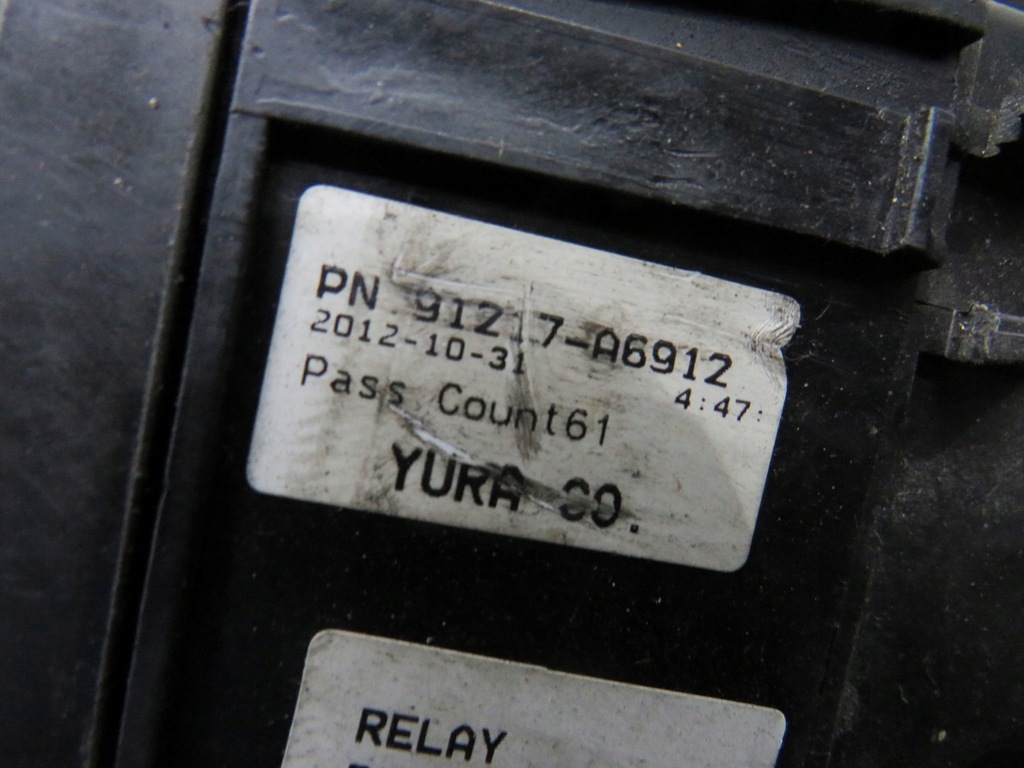 PN 91217-A6912
2012-10-31 4:47:
Pass Count61
YURA CO.
RELAY